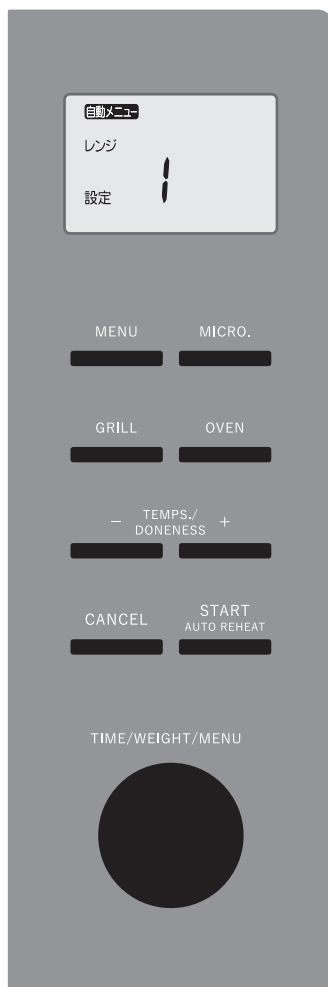 自動メニュー
レンジ
設定 1
MENU MICRO.
GRILL OVEN
− TEMPS./ +
DONENESS
CANCEL START
AUTO REHEAT
TIME/WEIGHT/MENU